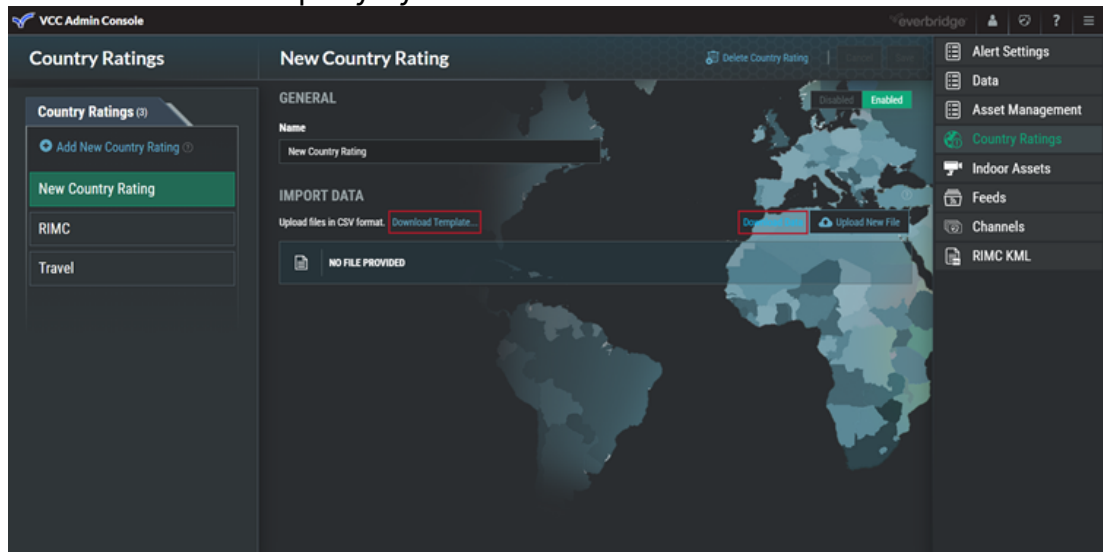 VCC Admin Console
everbridge
?
Country Ratings
New Country Rating
Delete Country Rating
Country Ratings (3)
Add New Country Rating
New Country Rating
RIMC
Travel
GENERAL
Disabled Enabled
Name
New Country Rating
IMPORT DATA
Upload files in CSV format. Download Template...
Upload New File
NO FILE PROVIDED
Alert Settings
Data
Asset Management
Country Ratings
Indoor Assets
Feeds
Channels
RIMC KML